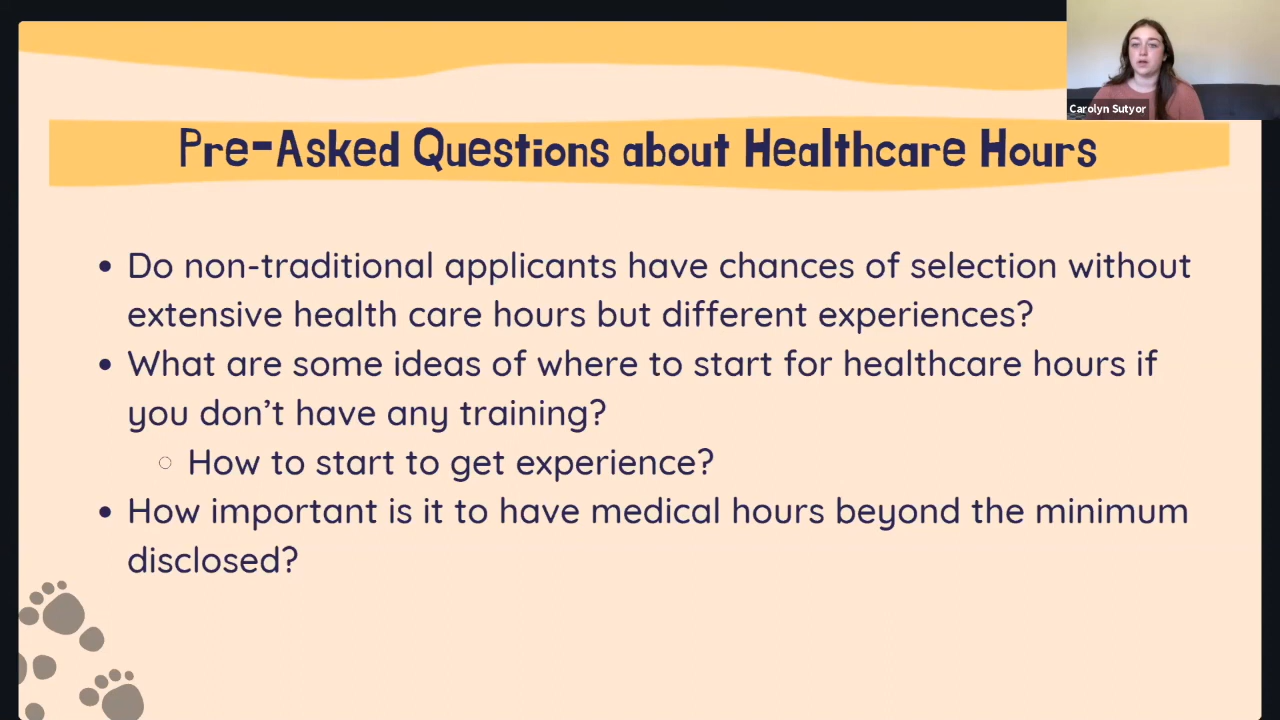 Carolyn Sutyor
Pre-Asked Questions about Healthcare Hours
• Do non-traditional applicants have chances of selection without
extensive health care hours but different experiences?
• What are some ideas of where to start for healthcare hours if
you don’t have any training?
○ How to start to get experience?
• How important is it to have medical hours beyond the minimum
disclosed?